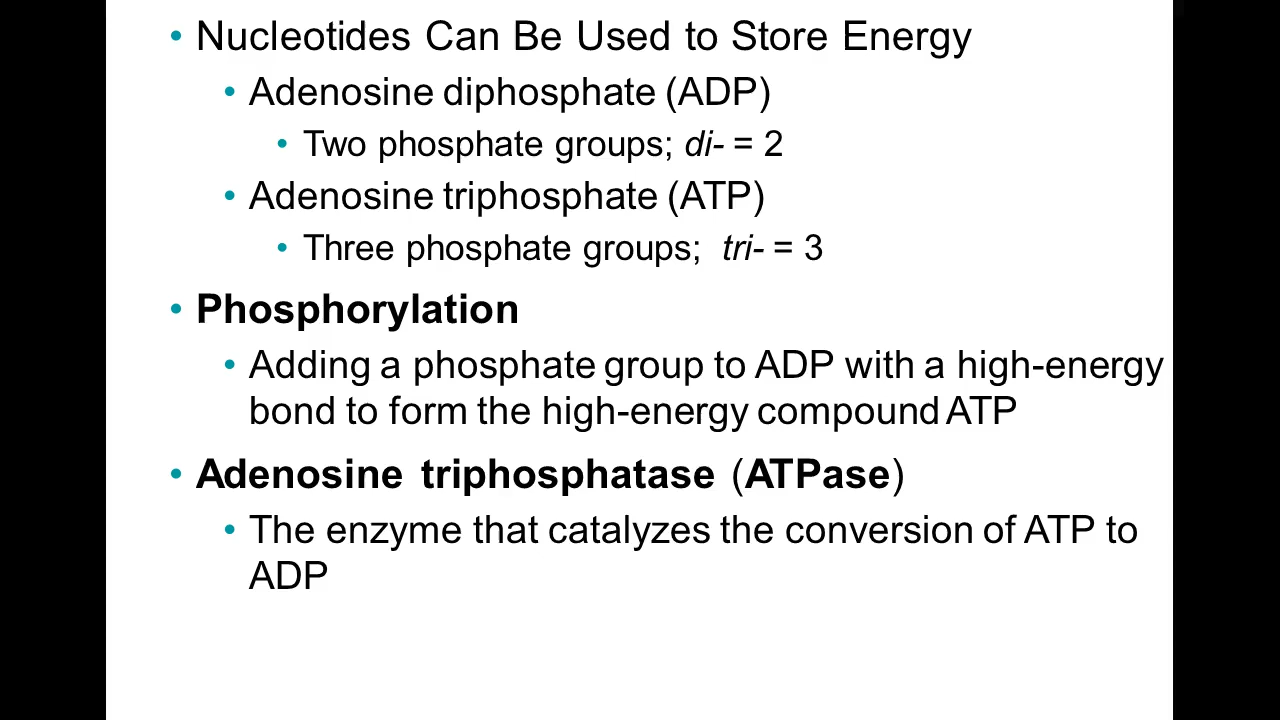 • Nucleotides Can Be Used to Store Energy
• Adenosine diphosphate (ADP)
• Two phosphate groups; di- = 2
• Adenosine triphosphate (ATP)
• Three phosphate groups; tri- = 3
• Phosphorylation
• Adding a phosphate group to ADP with a high-energy
bond to form the high-energy compound ATP
• Adenosine triphosphatase (ATPase)
• The enzyme that catalyzes the conversion of ATP to
ADP